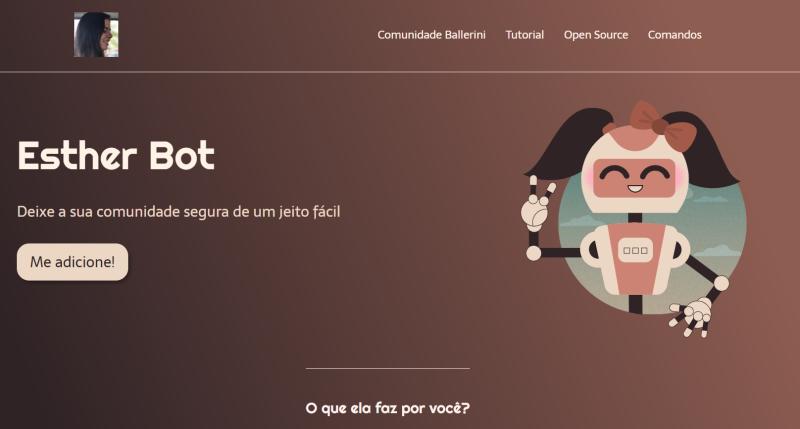 Comunidade Ballerini Tutorial Open Source Comandos
Esther Bot
Deixe a sua comunidade segura de um jeito fácil
Me adicione!
O que ela faz por você?